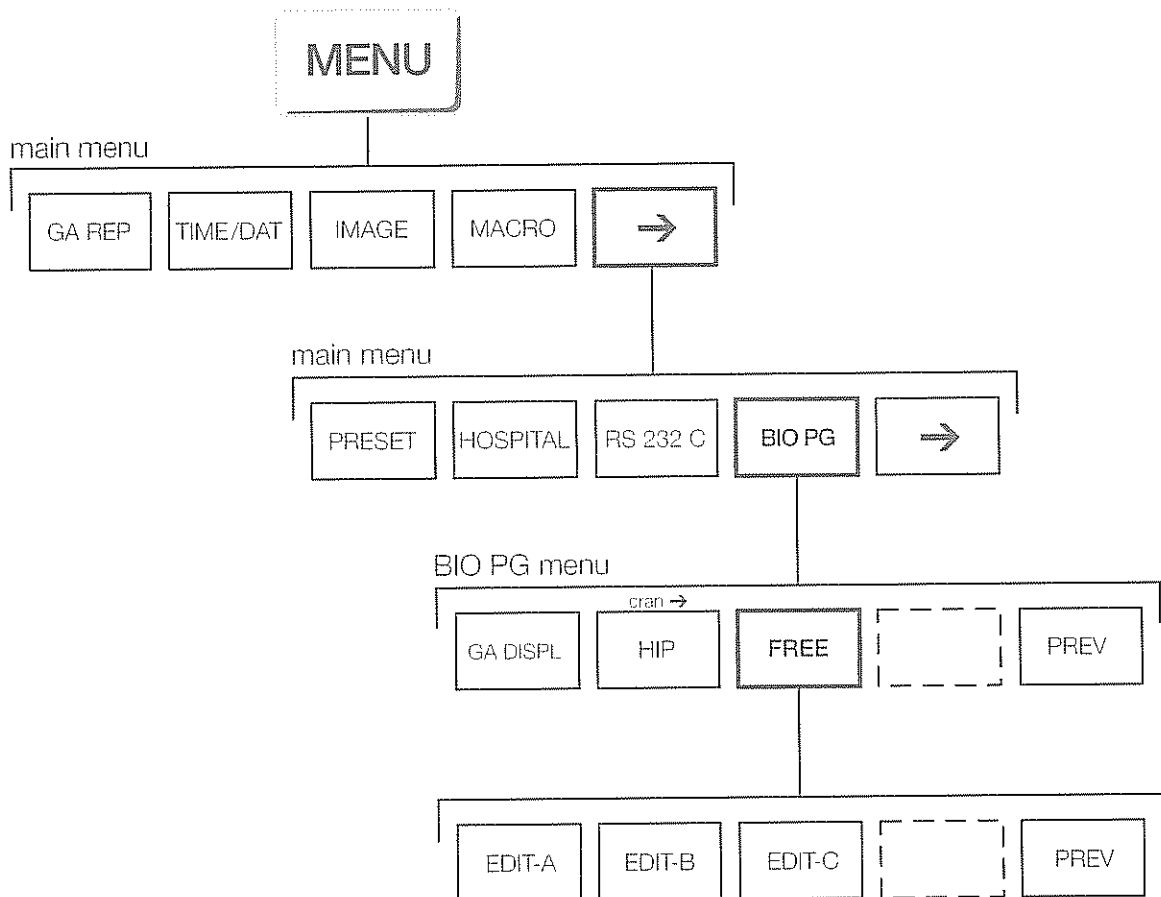 MENU
main menu
GA REP TIME/DAT IMAGE MACRO →
main menu
PRESET HOSPITAL RS 232 C BIO PG →
BIO PG menu
cran →
GA DISPL HIP FREE PREV
EDIT-A EDIT-B EDIT-C PREV